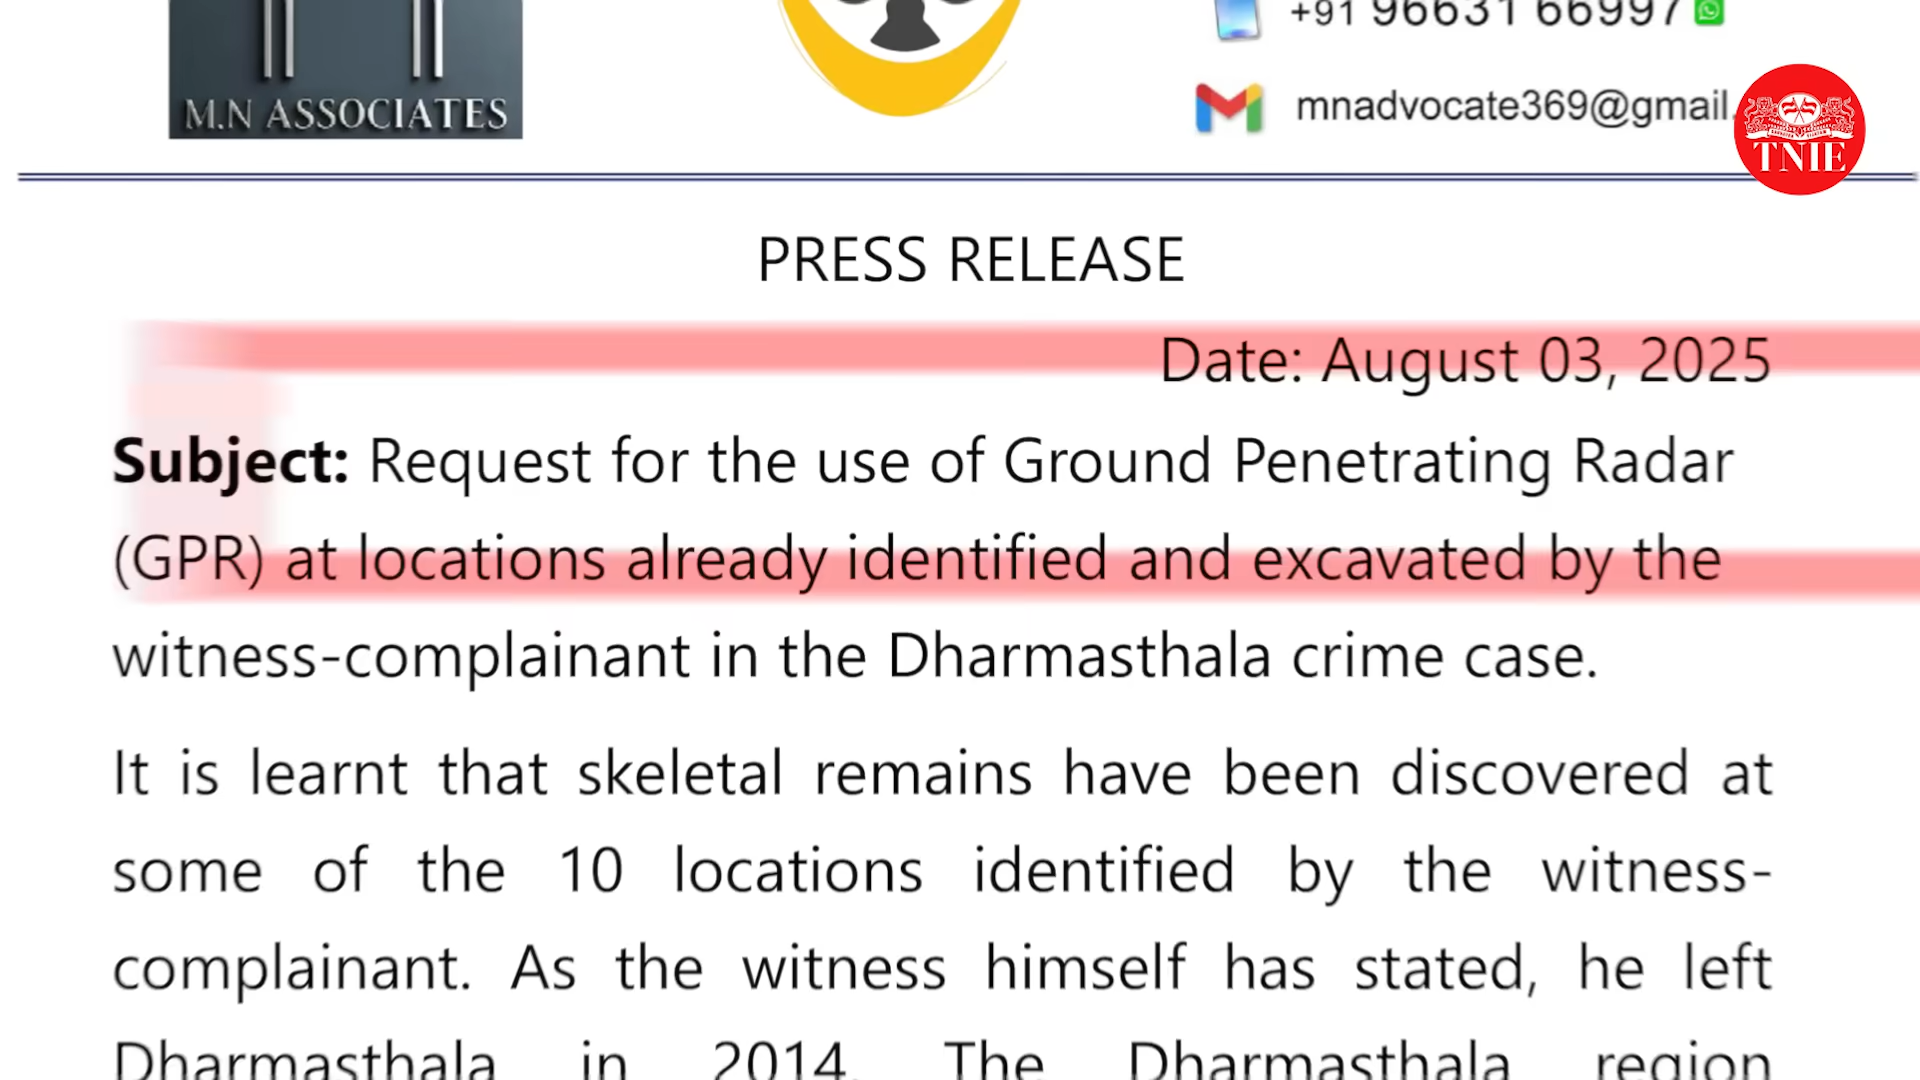 +91 96631 66997
M.N ASSOCIATES
mnadvocate369@gmail.
TNIE
PRESS RELEASE
Date: August 03, 2025
Subject: Request for the use of Ground Penetrating Radar
(GPR) at locations already identified and excavated by the
witness-complainant in the Dharmasthala crime case.
It is learnt that skeletal remains have been discovered at
some of the 10 locations identified by the witness-
complainant. As the witness himself has stated, he left
Dharmasthala in 2014. The Dharmasthala region